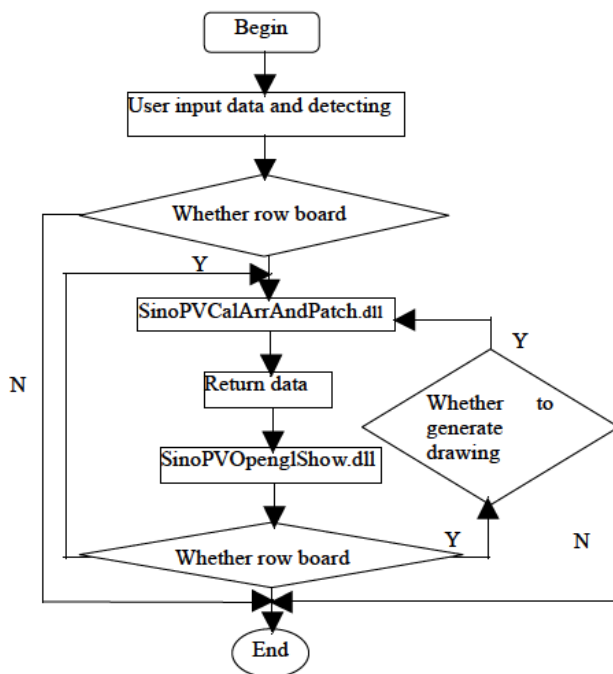 Begin
User input data and detecting
Whether row board
Y
SinoPVCalArrAndPatch.dll
Y
N
Return data
Whether to
generate
drawing
SinoPVOpenglShow.dll
Y
N
Whether row board
End